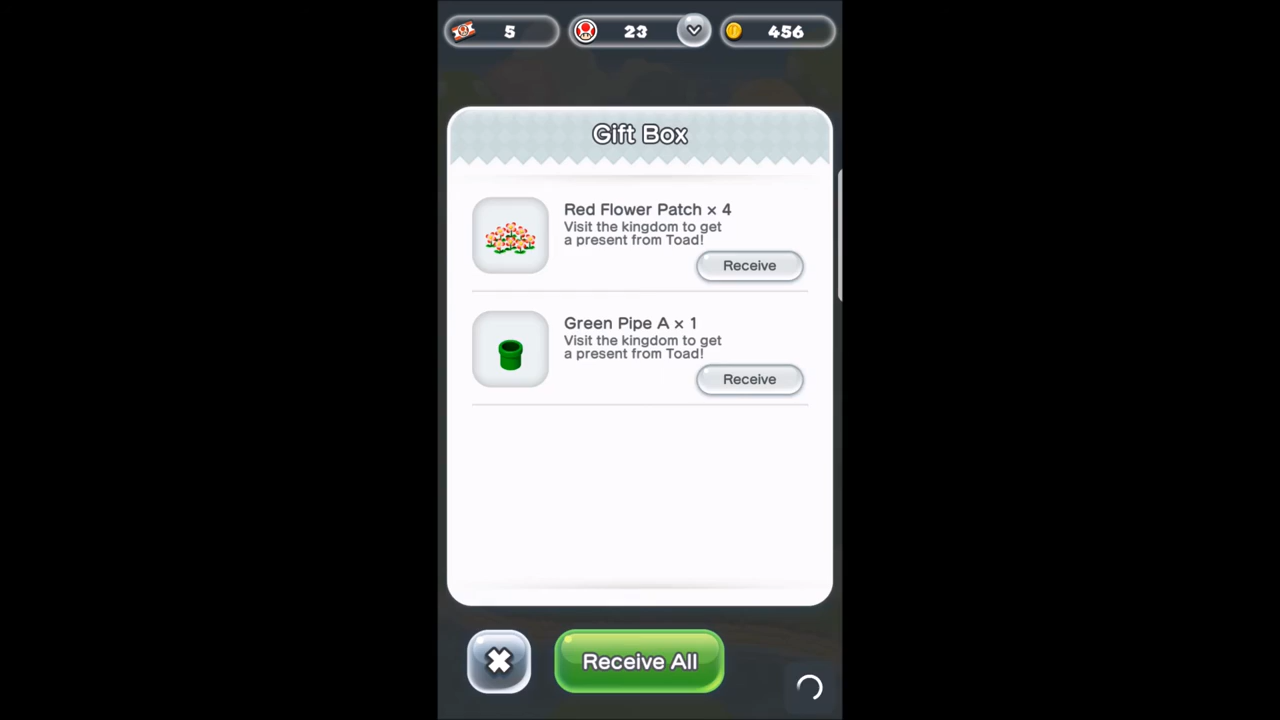 5 23 456
Gift Box
Red Flower Patch × 4
Visit the kingdom to get
a present from Toad!
Receive
Green Pipe A × 1
Visit the kingdom to get
a present from Toad!
Receive
Receive All